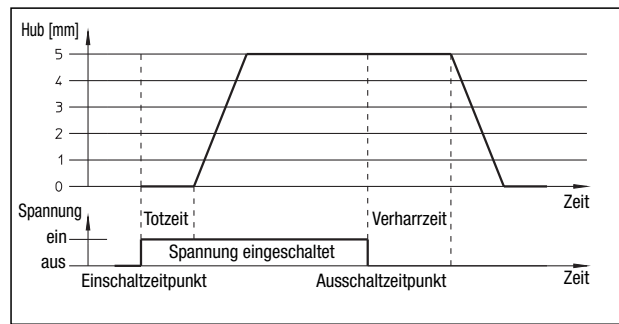 Hub [mm]
5
4
3
2
1
0
Zeit
Spannung
Totzeit
Verharrzeit
ein
Spannung eingeschaltet
aus
Zeit
Einschaltzeitpunkt
Ausschaltzeitpunkt